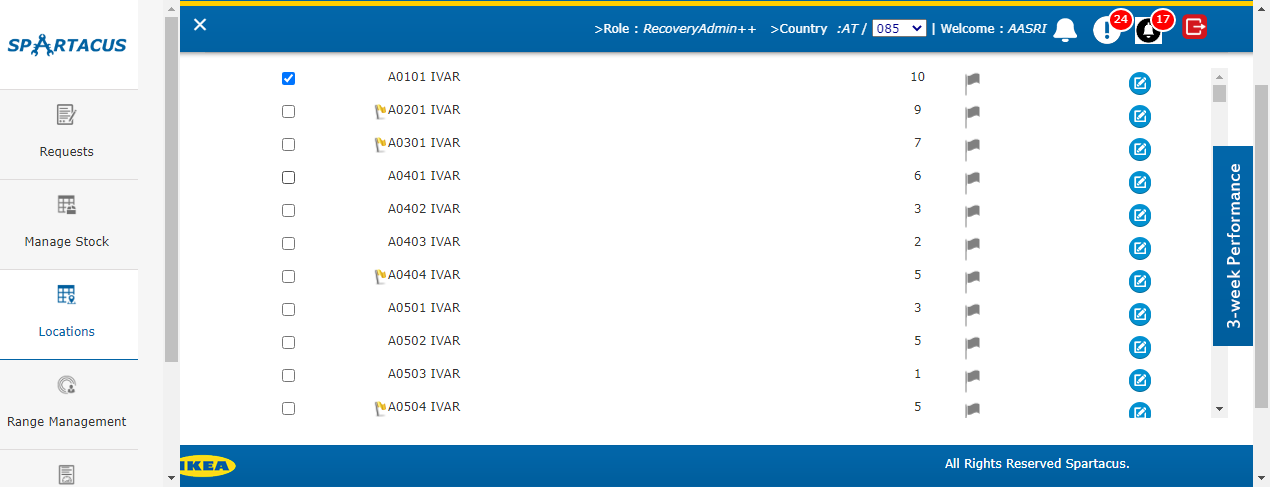 SPARTACUS
Requests
Manage Stock
Locations
Range Management
>Role : RecoveryAdmin++ >Country :AT / 085 | Welcome : AASRI 24 17
A0101 IVAR 10
A0201 IVAR 9
A0301 IVAR 7
A0401 IVAR 6
A0402 IVAR 3
A0403 IVAR 2
A0404 IVAR 5
A0501 IVAR 3
A0502 IVAR 5
A0503 IVAR 1
A0504 IVAR 5
3-week Performance
IKEA
All Rights Reserved Spartacus.